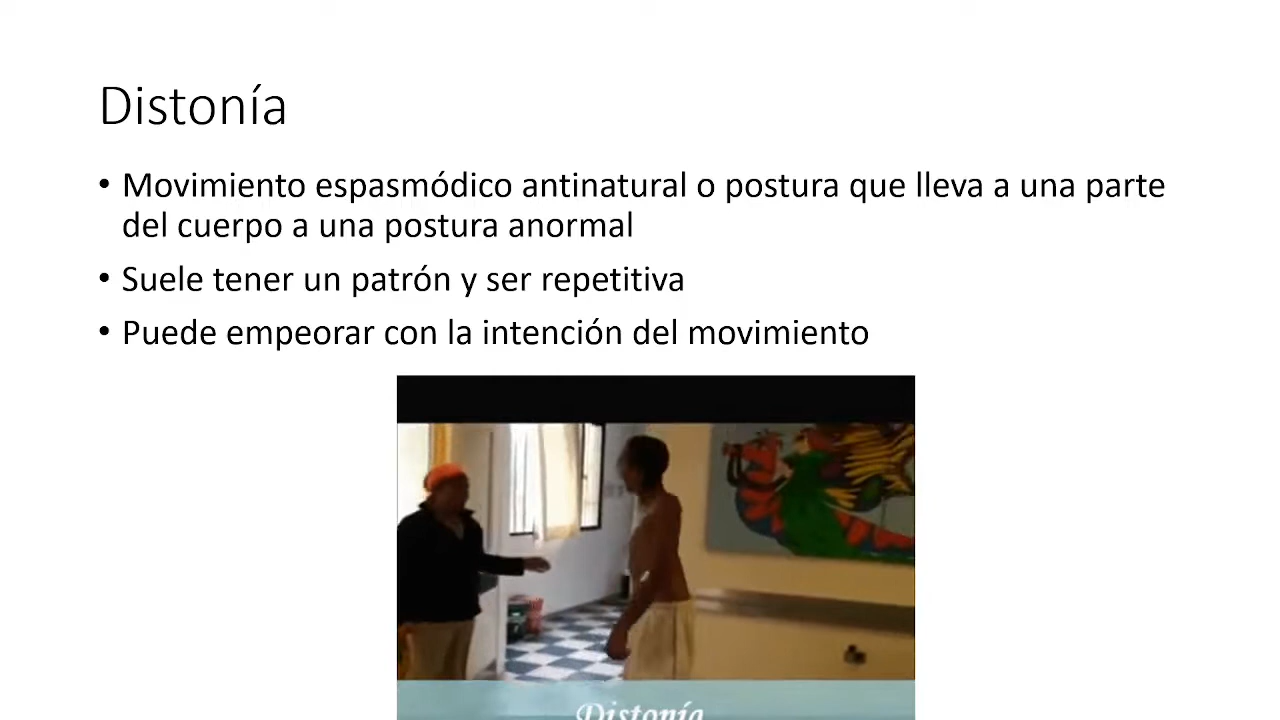 Distonía
• Movimiento espasmódico antinatural o postura que lleva a una parte
del cuerpo a una postura anormal
• Suele tener un patrón y ser repetitiva
• Puede empeorar con la intención del movimiento
Distonía